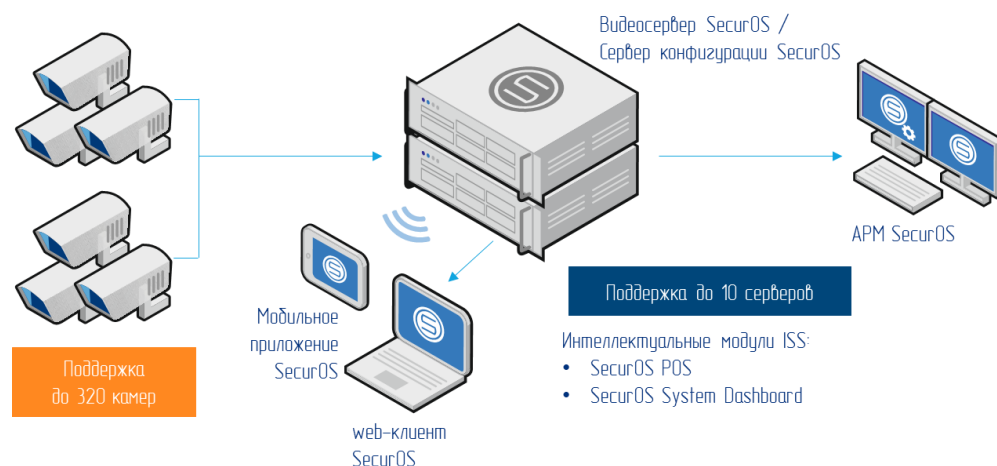 Видеосервер SecurOS /
Сервер конфигурации SecurOS
АРМ SecurOS
Поддержка до 10 серверов
Мобильное
приложение
SecurOS
Интеллектуальные модули ISS:
• SecurOS POS
• SecurOS System Dashboard
Поддержка
до 320 камер
web-клиент
SecurOS